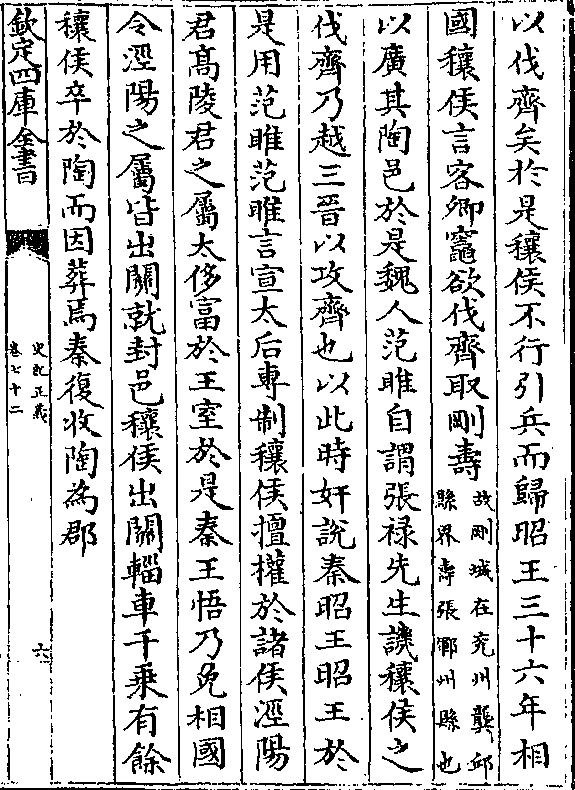 以伐齊矣於是穰侯不行引兵而歸昭王三十六年相
國穰侯言客卿竈欲伐齊取剛壽
故剛城在兖州龔邱
縣界壽張鄆州縣也
以廣其陶邑於是魏人范睢自謂張禄先生譏穰侯之
伐齊乃越三晉以攻齊也以此時奸說秦昭王昭王於
是用范睢范睢言宣太后專制穰侯擅權於諸侯涇陽
君髙陵君之屬太侈富於王室於是秦王悟乃免相國
令涇陽之屬皆出關就封邑穰侯出關輜車千乗有餘
穰侯卒於陶而因葬焉秦復收陶為郡
欽定四庫全書
史記正義
卷七十二
六